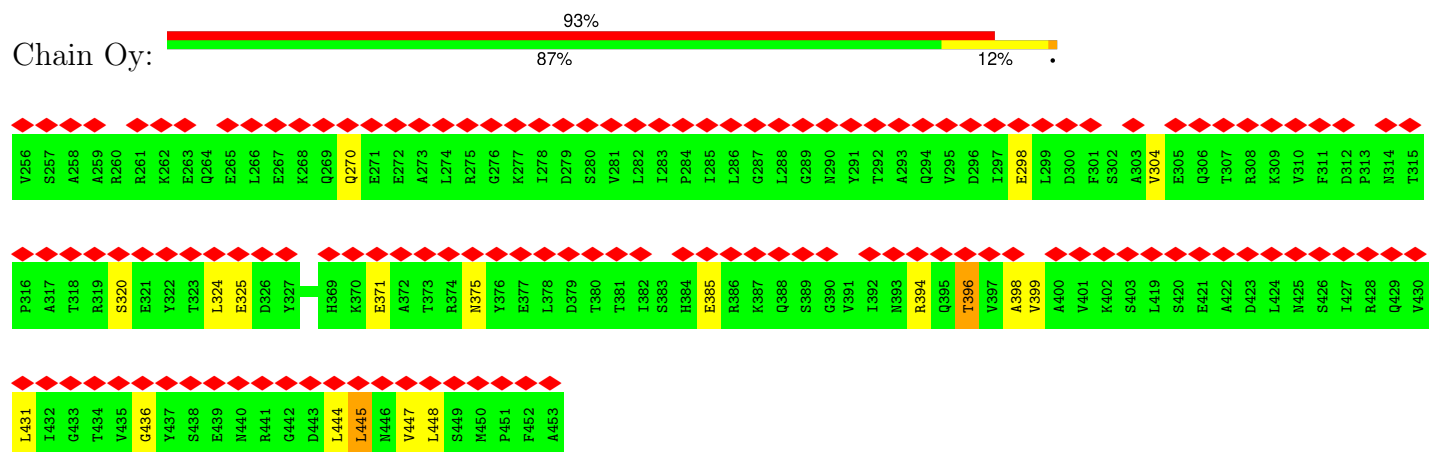 93%
Chain Oy:
87% 12% •
V256 S257 A258 A259 R260 R261 K262 E263 Q264 E265 L266 E267 K268 Q269 Q270 E271 E272 A273 L274 R275 G276 K277 I278 D279 S280 V281 L282 I283 P284 I285 L286 G287 L288 G289 N290 Y291 T292 A293 Q294 V295 D296 I297 E298 L299 D300 F301 S302 A303 V304 E305 Q306 T307 R308 K309 V310 F311 D312 P313 N314 T315
P316 A317 T318 R319 S320 E321 Y322 T323 L324 E325 D326 Y327 H369 K370 E371 A372 T373 R374 N375 Y376 E377 L378 D379 T380 T381 I382 S383 H384 E385 R386 K387 Q388 S389 G390 V391 I392 N393 R394 Q395 T396 V397 A398 V399 A400 V401 K402 S403 L419 S420 E421 A422 D423 L424 N425 S426 I427 R428 Q429 V430
L431 I432 G433 T434 V435 G436 Y437 S438 E439 N440 R441 G442 D443 L444 L445 N446 V447 L448 S449 M450 P451 F452 A453